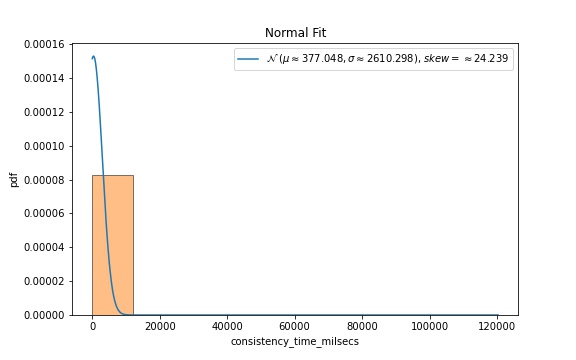 Normal Fit
𝒩(μ≈377.048, σ≈2610.298), skew=≈24.239
0.00016
0.00014
0.00012
0.00010
0.00008
0.00006
0.00004
0.00002
0.00000
pdf
0 20000 40000 60000 80000 100000 120000
consistency_time_milsecs